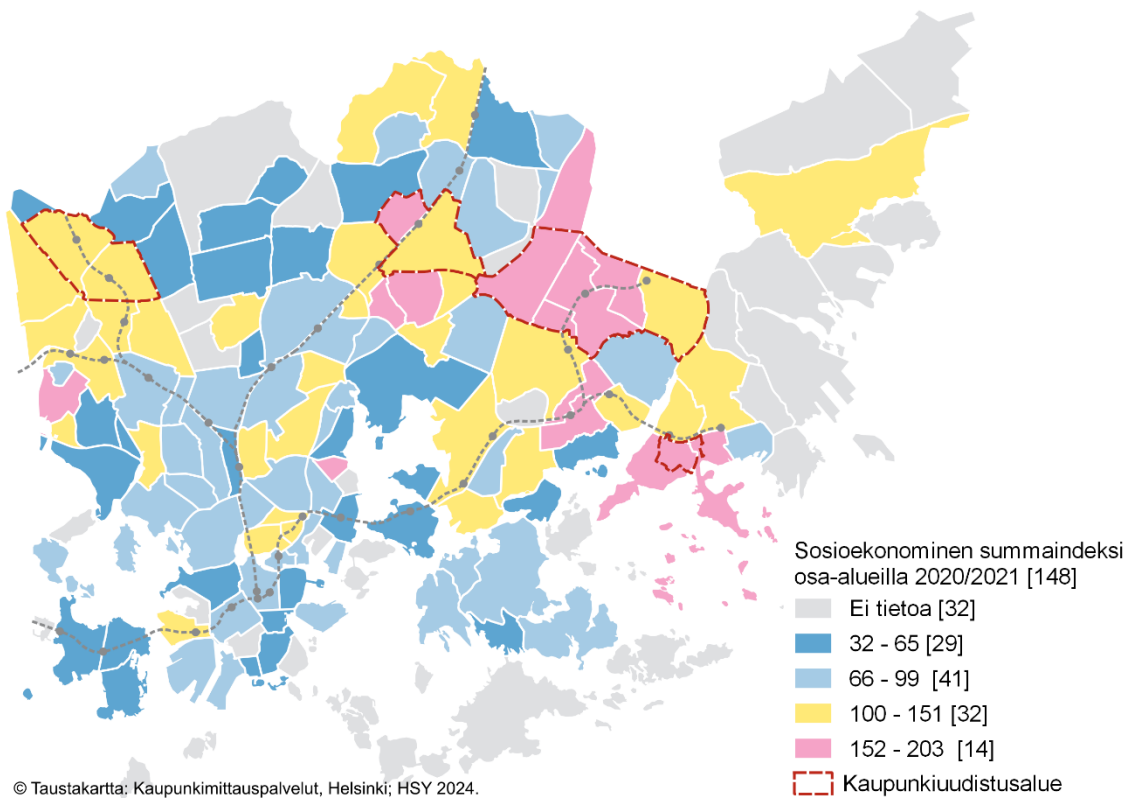 Sosioekonominen summaindeksi
osa-alueilla 2020/2021 [148]
Ei tietoa [32]
32 - 65 [29]
66 - 99 [41]
100 - 151 [32]
152 - 203 [14]
Kaupunkiuudistusalue
© Taustakartta: Kaupunkimittauspalvelut, Helsinki; HSY 2024.